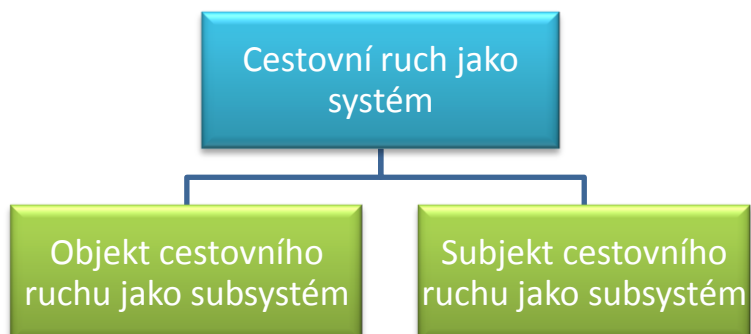 Cestovní ruch jako
systém
Objekt cestovního
ruchu jako subsystém
Subjekt cestovního
ruchu jako subsystém